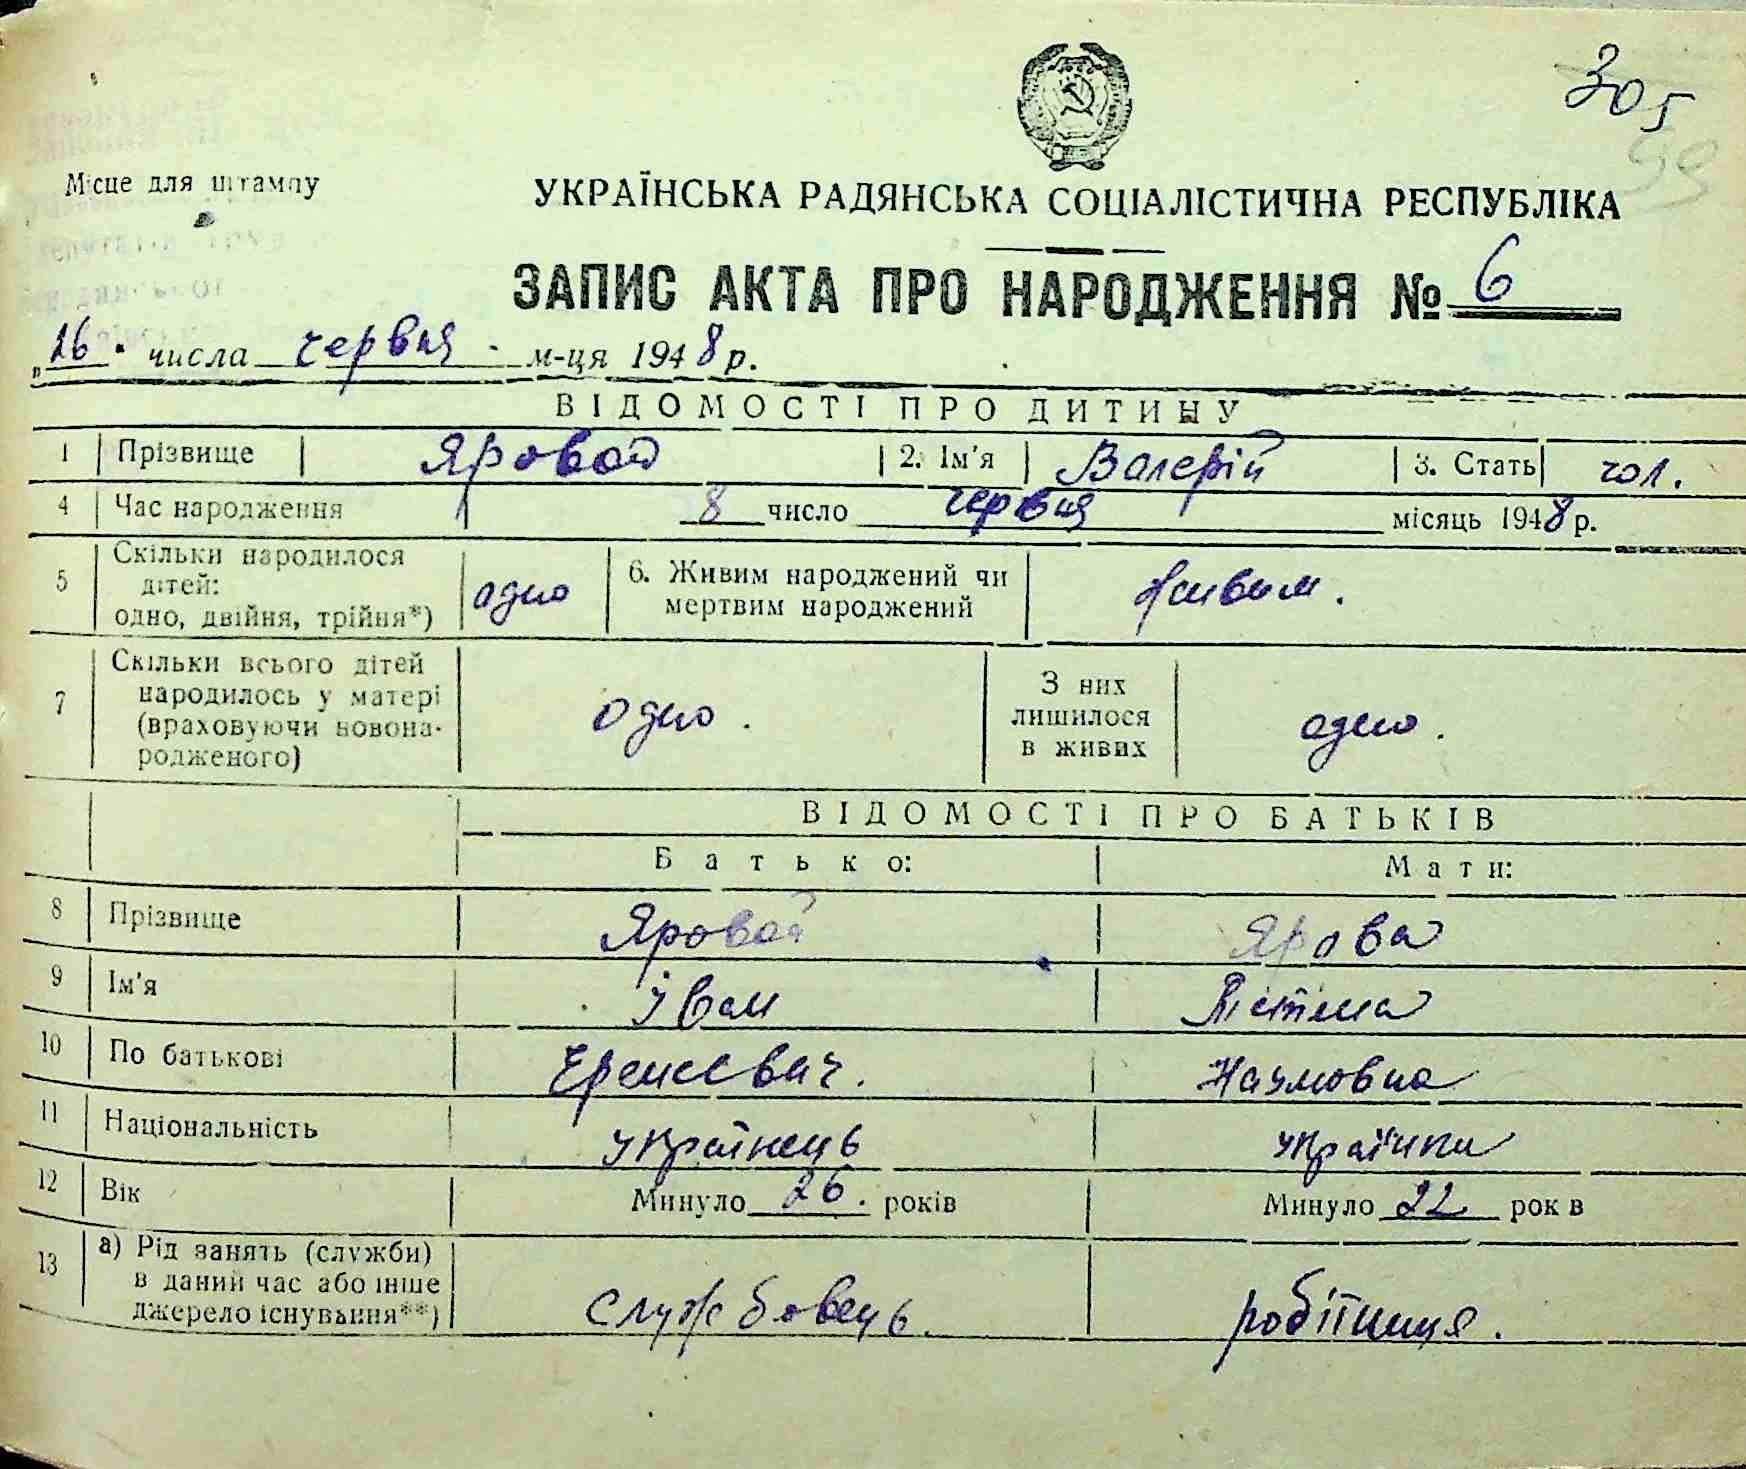 305
99
Місце для штампу
УКРАЇНСЬКА РАДЯНСЬКА СОЦІАЛІСТИЧНА РЕСПУБЛІКА
ЗАПИС АКТА ПРО НАРОДЖЕННЯ № 6
„26" числа червня м-ця 1948 р.
ВІДОМОСТІ ПРО ДИТИНУ
1 Прізвище Яровой 2. Ім'я Валерій 3. Стать чол.
4 Час народження 8 число червня місяць 1948 р.
5 Скільки народилося дітей: одно, двійня, трійня*) одно 6. Живим народжений чи мертвим народжений живим.
7 Скільки всього дітей народилось у матері (враховуючи новона-родженого) одно. З них лишилося в живих одно.
ВІДОМОСТІ ПРО БАТЬКІВ
Батько: Мати:
8 Прізвище Яровой Ярова
9 Ім'я Іван
10 По батькові Наумовна
11 Національність українець українка
12 Вік Минуло 26. років Минуло 22 рок в
13 а) Рід занять (служби) в даний час або інше джерело існування**) службовець. робітниця.